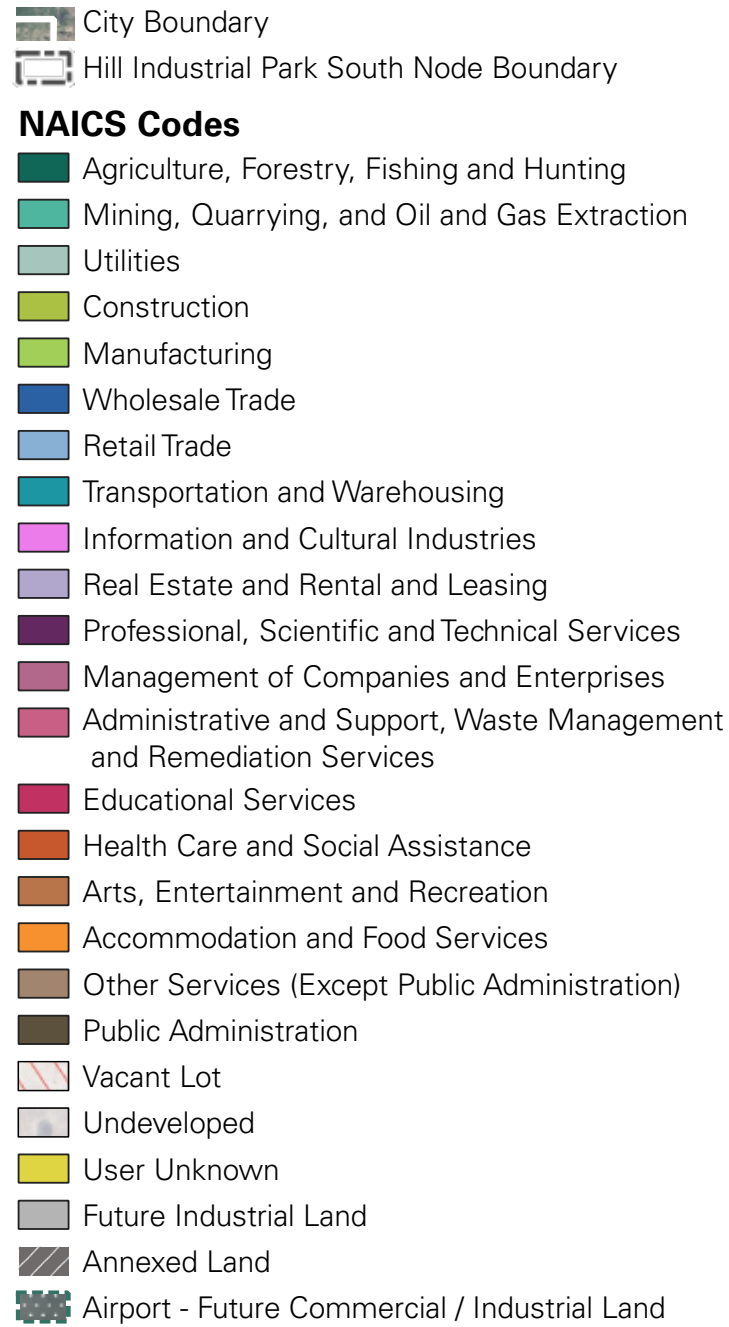 City Boundary
Hill Industrial Park South Node Boundary
NAICS Codes
Agriculture, Forestry, Fishing and Hunting
Mining, Quarrying, and Oil and Gas Extraction
Utilities
Construction
Manufacturing
Wholesale Trade
Retail Trade
Transportation and Warehousing
Information and Cultural Industries
Real Estate and Rental and Leasing
Professional, Scientific and Technical Services
Management of Companies and Enterprises
Administrative and Support, Waste Management
and Remediation Services
Educational Services
Health Care and Social Assistance
Arts, Entertainment and Recreation
Accommodation and Food Services
Other Services (Except Public Administration)
Public Administration
Vacant Lot
Undeveloped
User Unknown
Future Industrial Land
Annexed Land
Airport - Future Commercial / Industrial Land